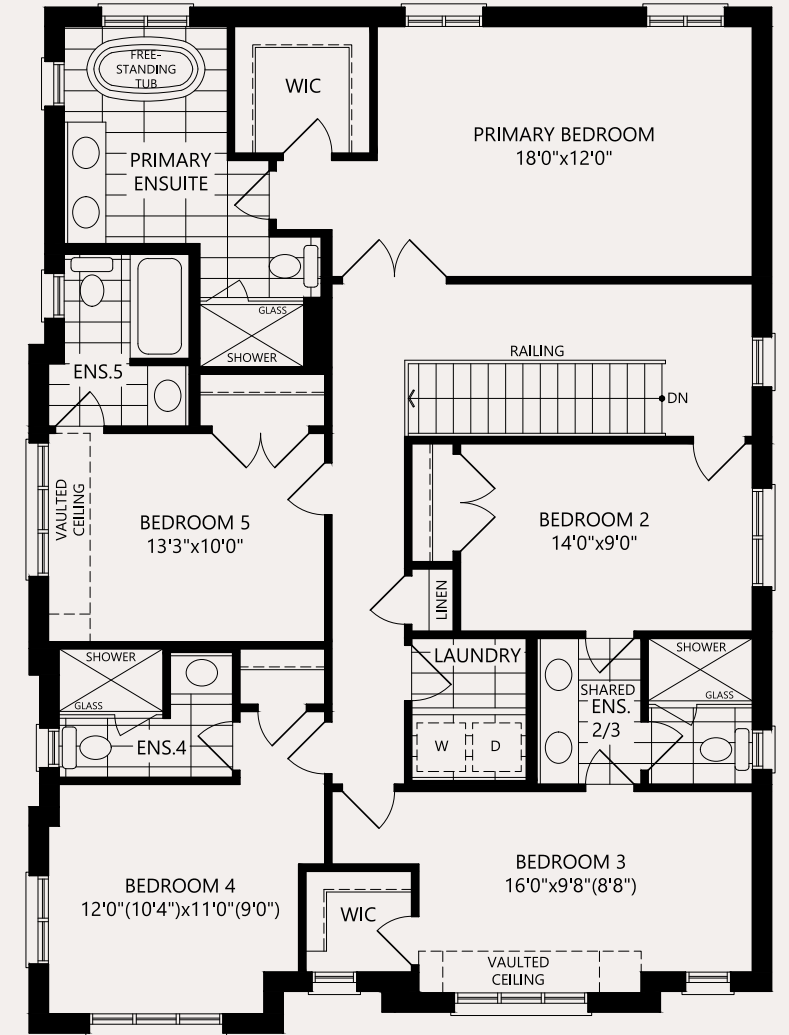 FREE-
STANDING
TUB
WIC
PRIMARY BEDROOM
18'0"x12'0"
PRIMARY
ENSUITE
GLASS
SHOWER
RAILING
DN
ENS.5
VAULTED
CEILING
BEDROOM 5
13'3"x10'0"
BEDROOM 2
14'0"x9'0"
LINEN
LAUNDRY
W
D
SHARED
ENS.
2/3
SHOWER
GLASS
SHOWER
GLASS
ENS.4
BEDROOM 4
12'0"(10'4")x11'0"(9'0")
WIC
BEDROOM 3
16'0"x9'8"(8'8")
VAULTED
CEILING